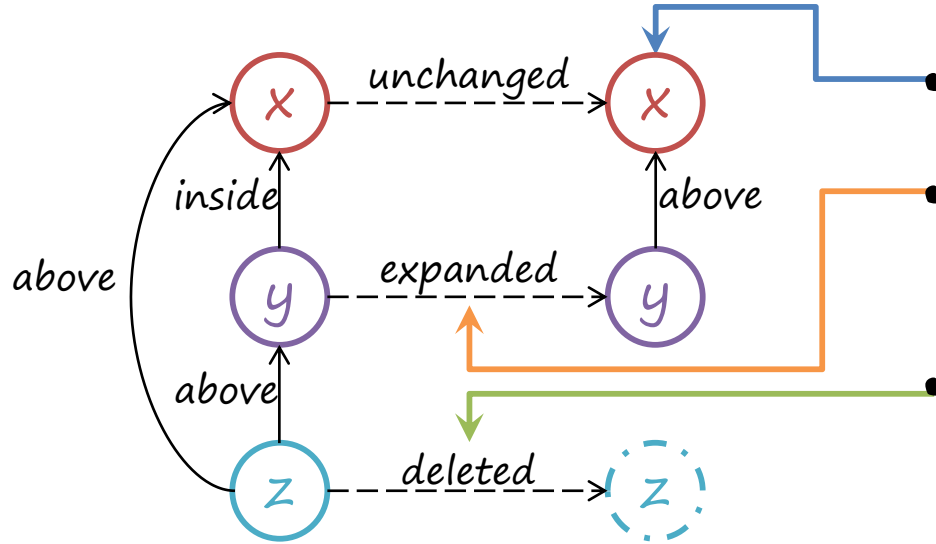 unchanged
x
x
inside
above
above
expanded
y
y
above
deleted
z
z